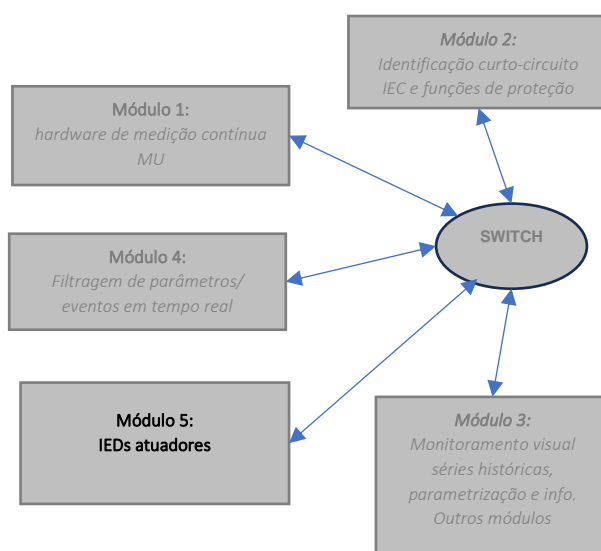 Módulo 2:
Identificação curto-circuito
IEC e funções de proteção
Módulo 1:
hardware de medição contínua
MU
SWITCH
Módulo 4:
Filtragem de parâmetros/
eventos em tempo real
Módulo 5:
IEDs atuadores
Módulo 3:
Monitoramento visual
séries históricas,
parametrização e info.
Outros módulos